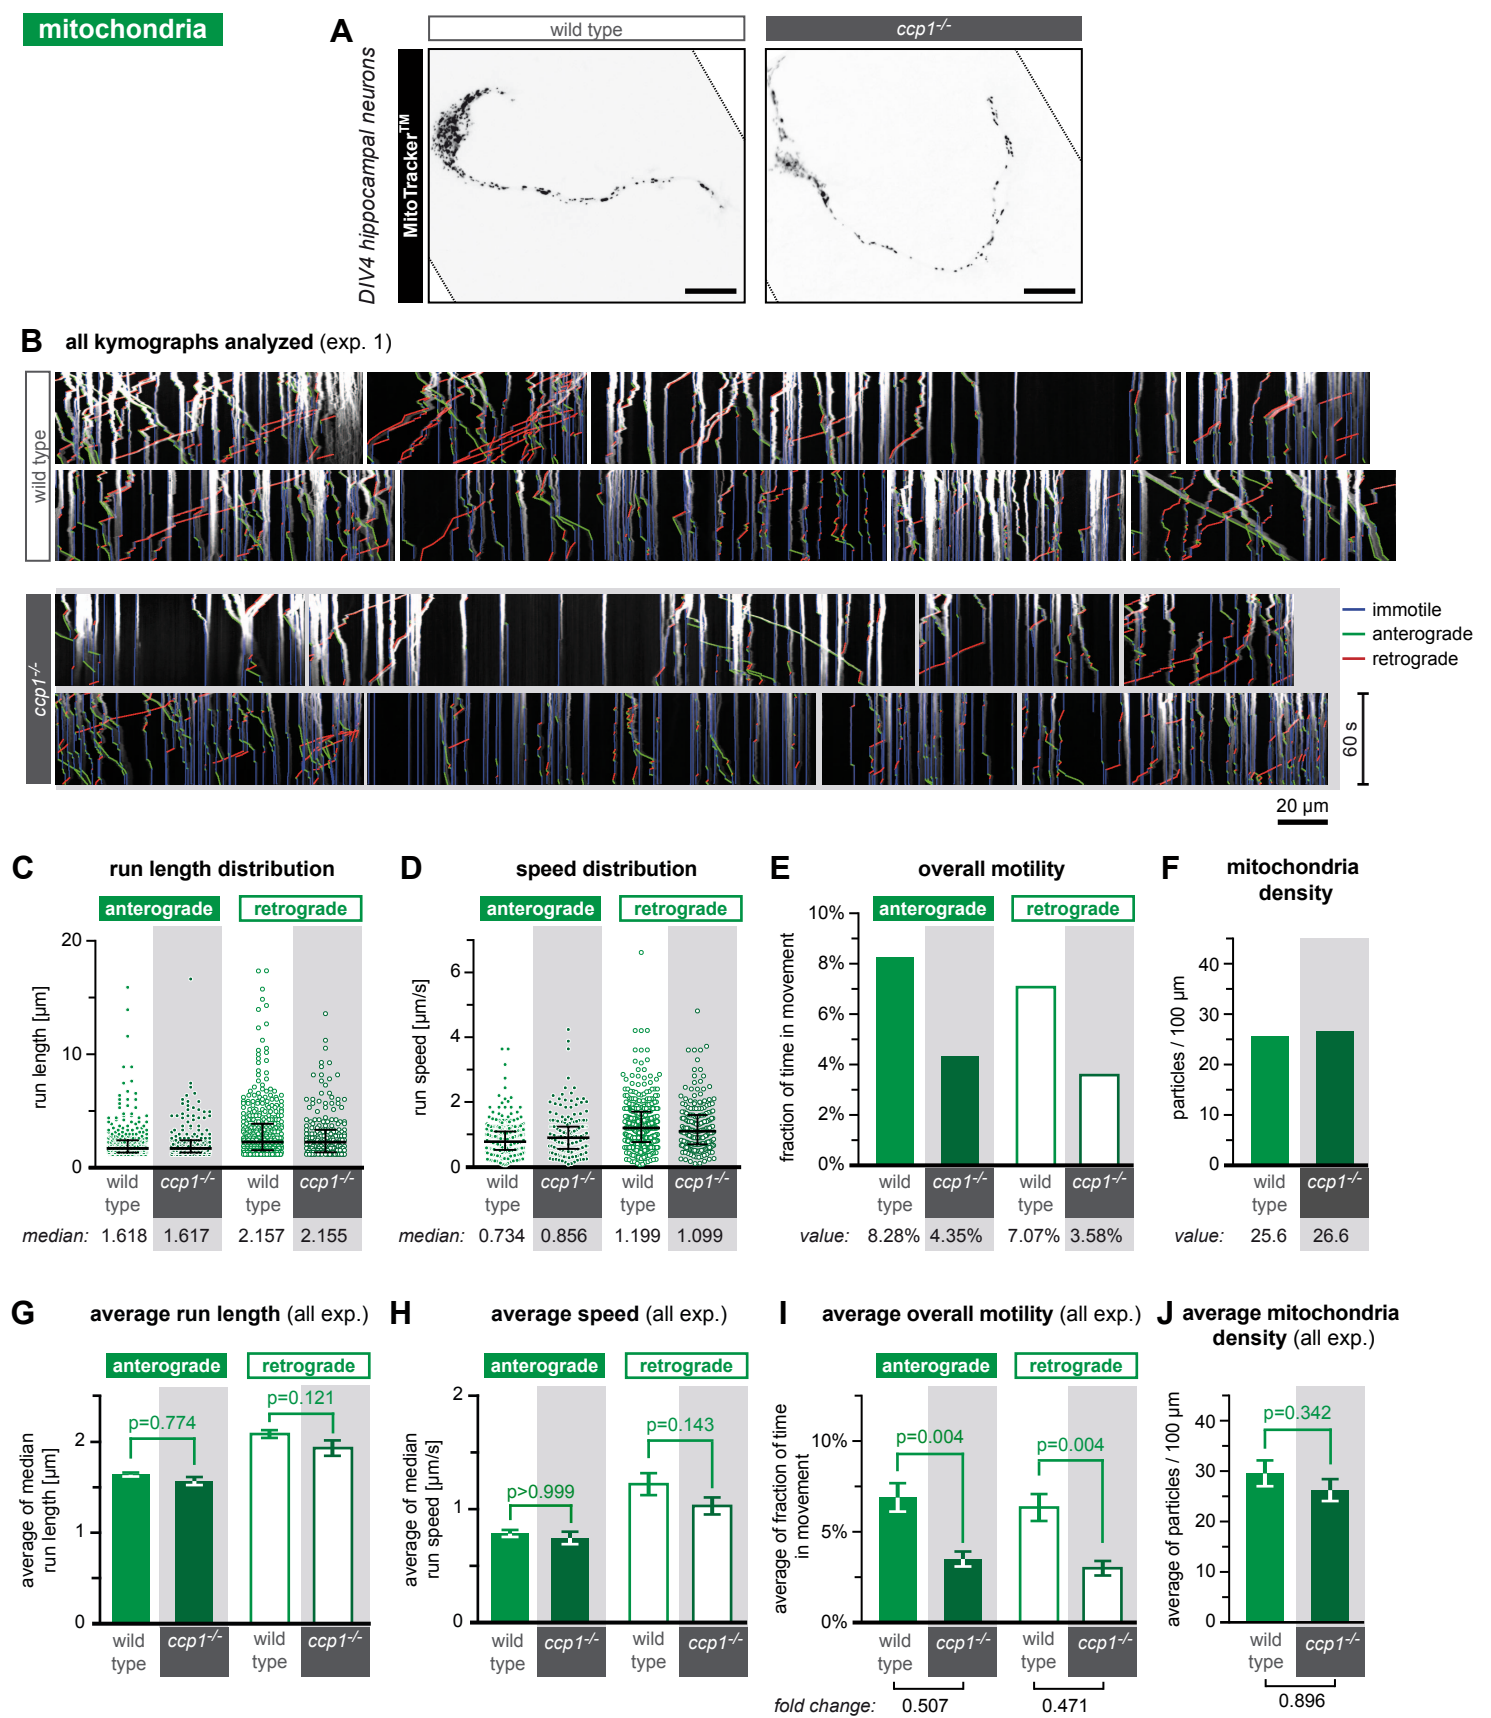 mitochondria
A
wild type
ccp1-/-
DIV4 hippocampal neurons
MitoTracker™
B all kymographs analyzed (exp. 1)
wild type
ccp1-/-
immotile
anterograde
retrograde
60 s
20 µm
C run length distribution
anterograde
retrograde
run length [µm]
20
10
0
wild type
ccp1-/-
wild type
ccp1-/-
median: 1.618 1.617 2.157 2.155
D speed distribution
anterograde
retrograde
run speed [µm/s]
6
4
2
0
wild type
ccp1-/-
wild type
ccp1-/-
median: 0.734 0.856 1.199 1.099
E overall motility
anterograde
retrograde
fraction of time in movement
10%
8%
6%
4%
2%
0%
wild type
ccp1-/-
wild type
ccp1-/-
value: 8.28% 4.35% 7.07% 3.58%
F mitochondria
density
particles / 100 µm
40
30
20
10
0
wild type
ccp1-/-
value: 25.6 26.6
G average run length (all exp.)
anterograde
retrograde
average of median
run length [µm]
p=0.774
p=0.121
2
1
0
wild type
ccp1-/-
wild type
ccp1-/-
H average speed (all exp.)
anterograde
retrograde
average of median
run speed [µm/s]
p>0.999
p=0.143
2
1
0
wild type
ccp1-/-
wild type
ccp1-/-
I average overall motility (all exp.)
anterograde
retrograde
average of fraction of time
in movement
p=0.004
p=0.004
10%
5%
0%
wild type
ccp1-/-
wild type
ccp1-/-
fold change: 0.507 0.471
J average mitochondria
density (all exp.)
average of particles / 100 µm
p=0.342
40
30
20
10
0
wild type
ccp1-/-
0.896